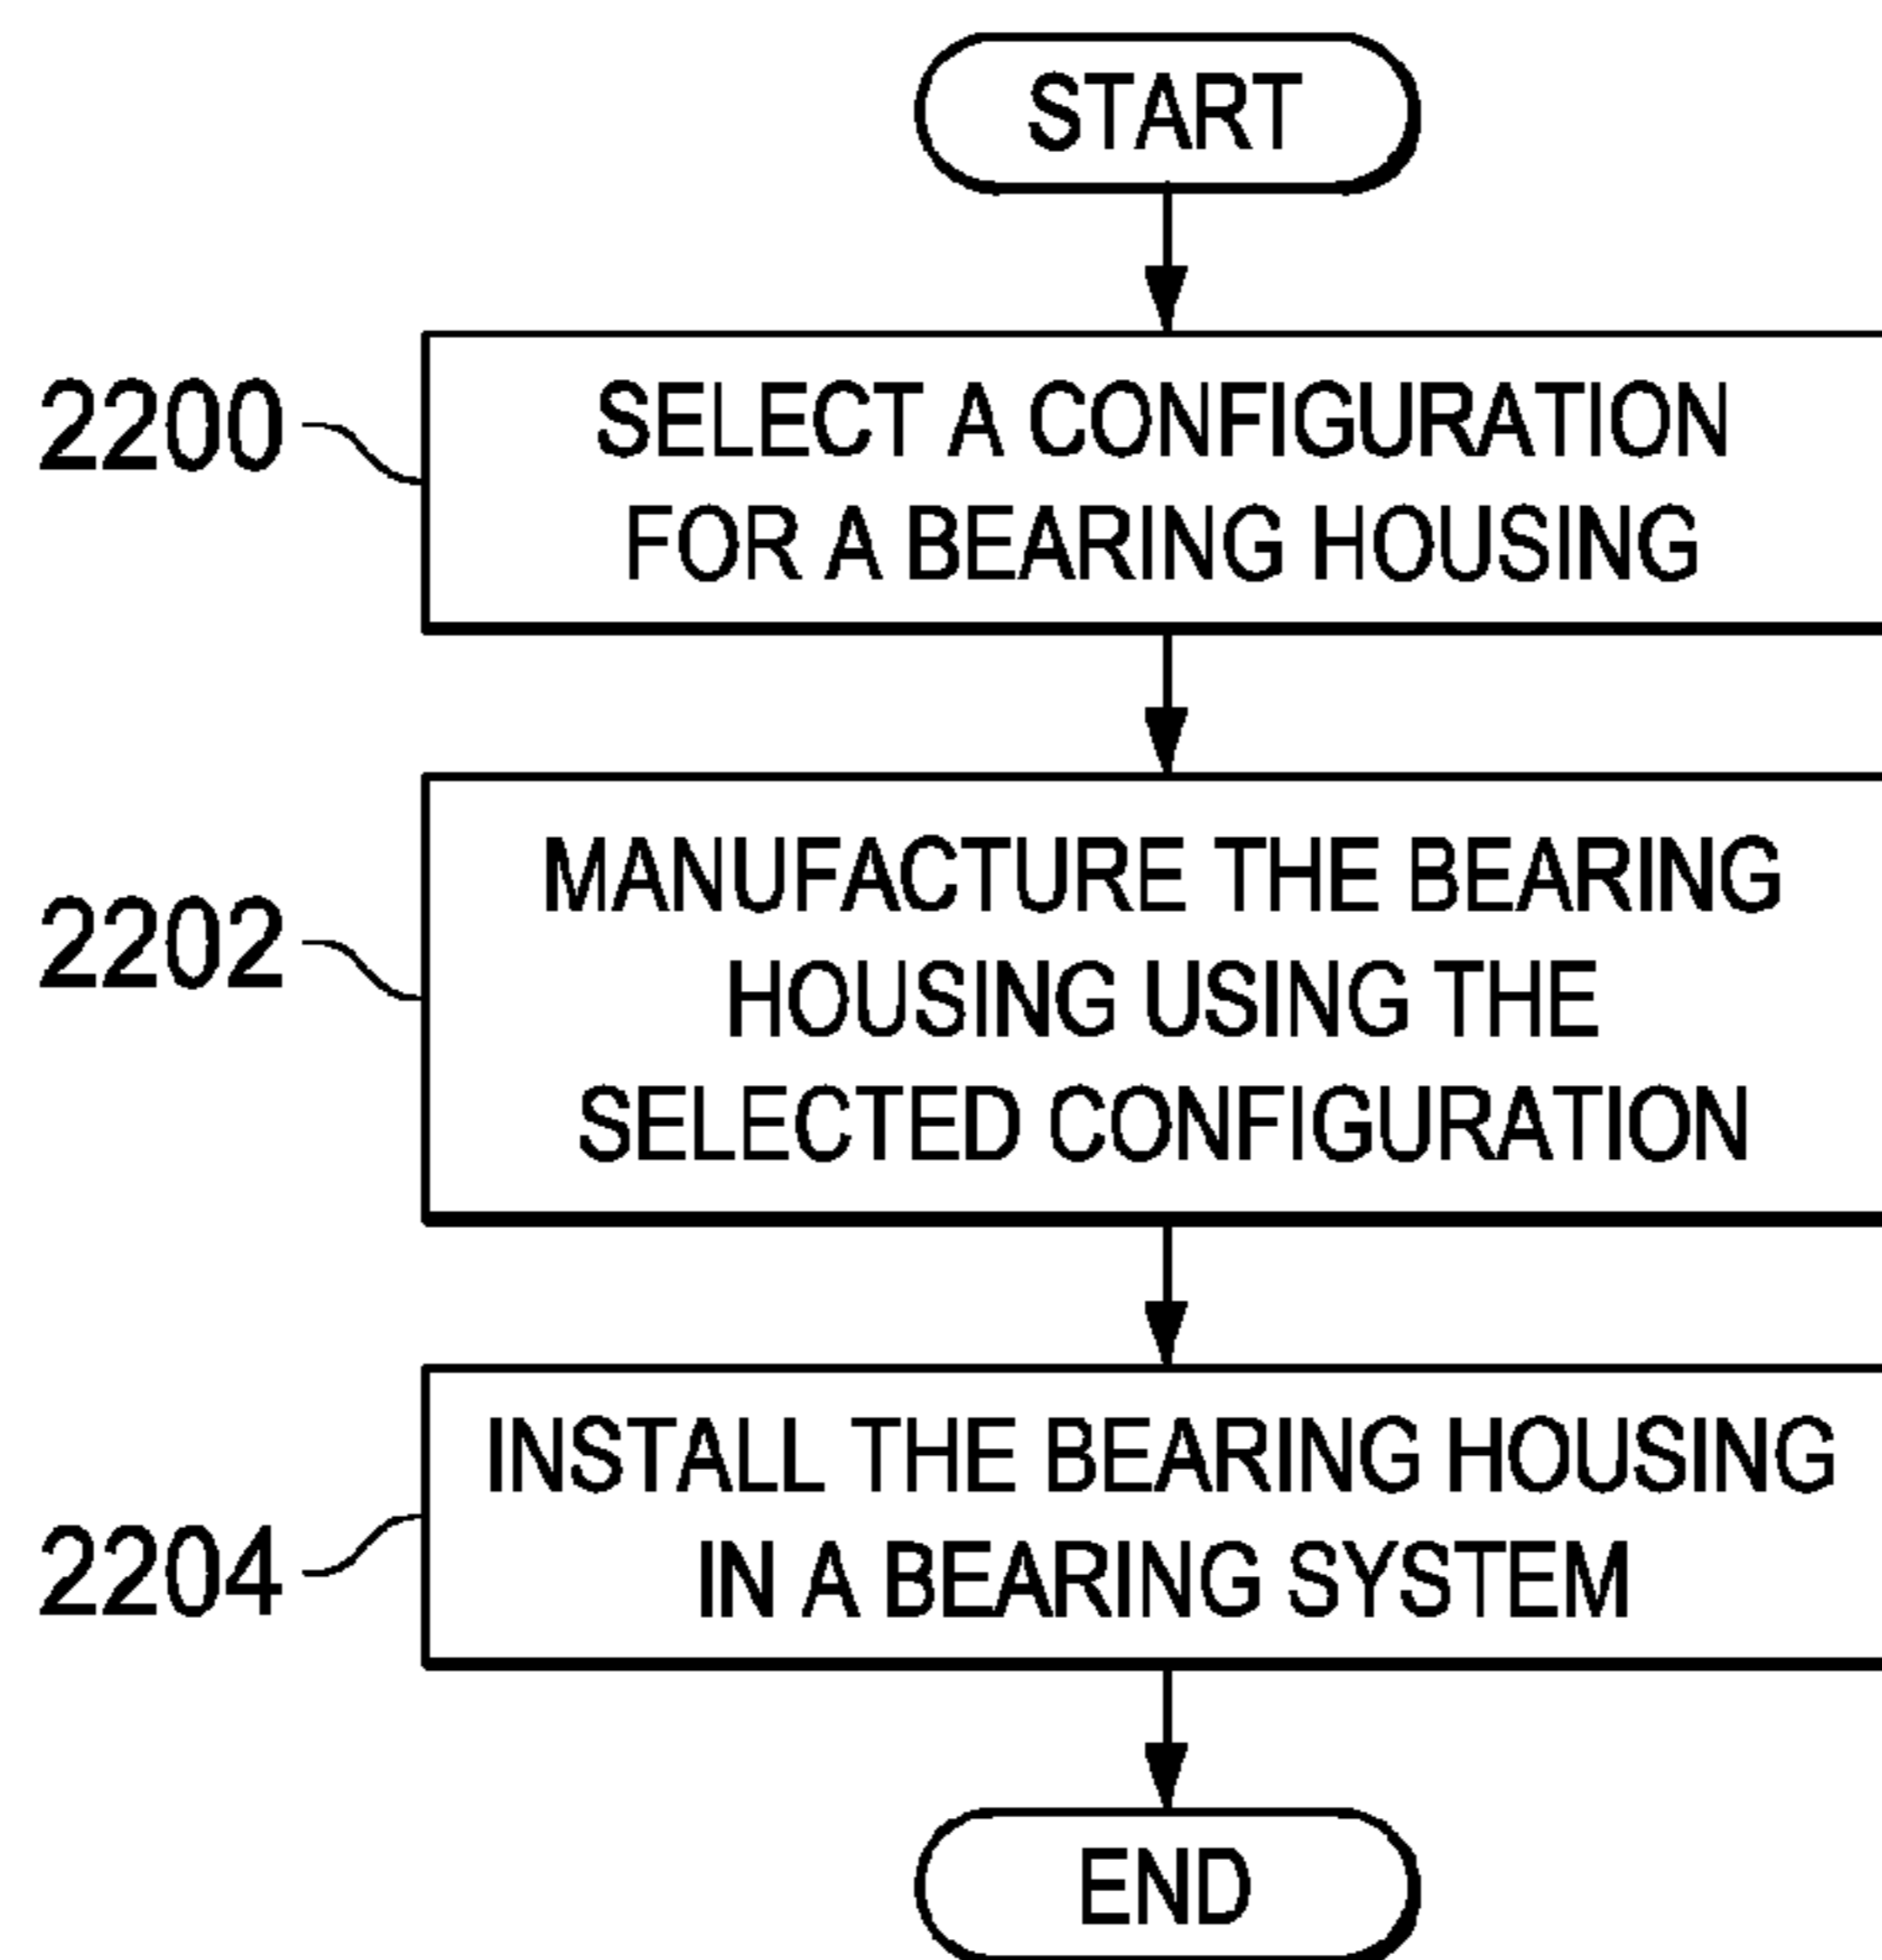 START
2200
SELECT A CONFIGURATION
FOR A BEARING HOUSING
2202
MANUFACTURE THE BEARING
HOUSING USING THE
SELECTED CONFIGURATION
2204
INSTALL THE BEARING HOUSING
IN A BEARING SYSTEM
END